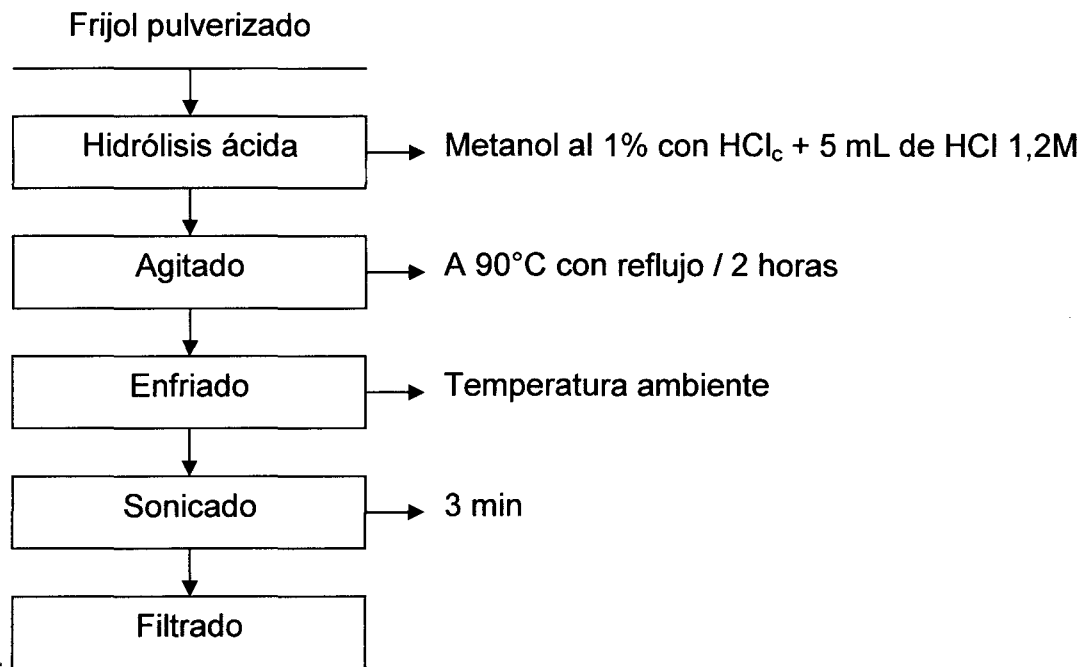 Frijol pulverizado
Hidrólisis ácida
Metanol al 1% con HClc + 5 mL de HCl 1,2M
Agitado
A 90°C con reflujo / 2 horas
Enfriado
Temperatura ambiente
Sonicado
3 min
Filtrado